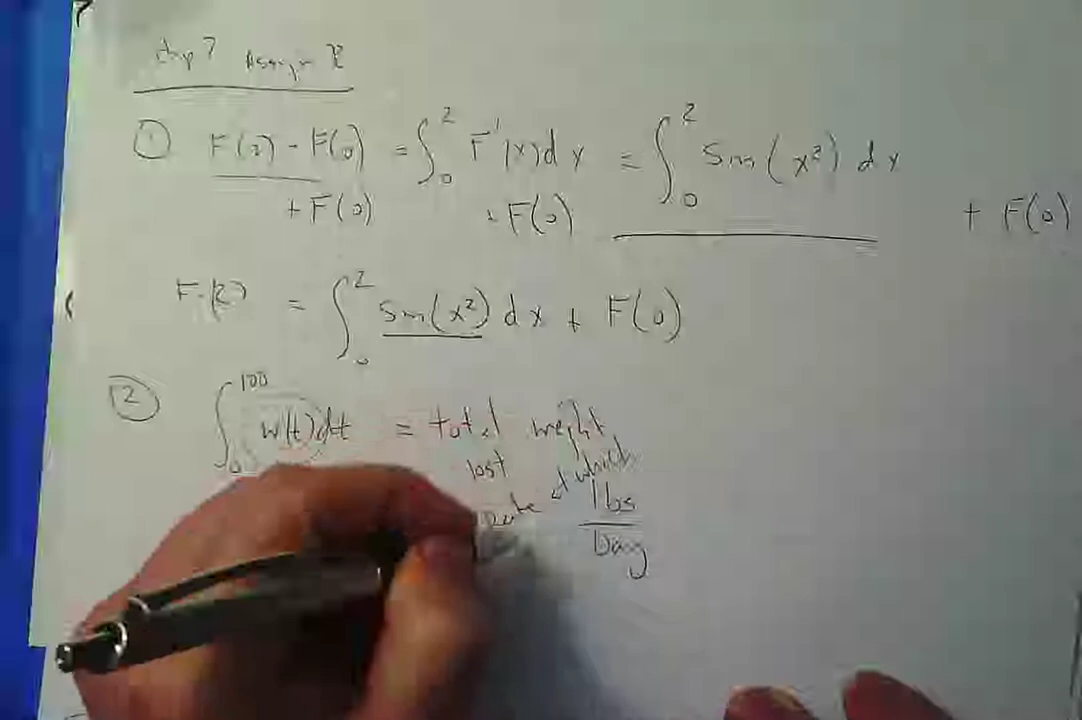 Chp 7 Assign
① F(2) - F(0) = ∫₀² F'(x)dx = ∫₀² sin(x²) dx
+ F(0) + F(0) + F(0)
F(2) = ∫₀² sin(x²) dx + F(0)
② ∫₀¹⁰⁰ w(t)dt = total weight
lost
rate at which lbs
day